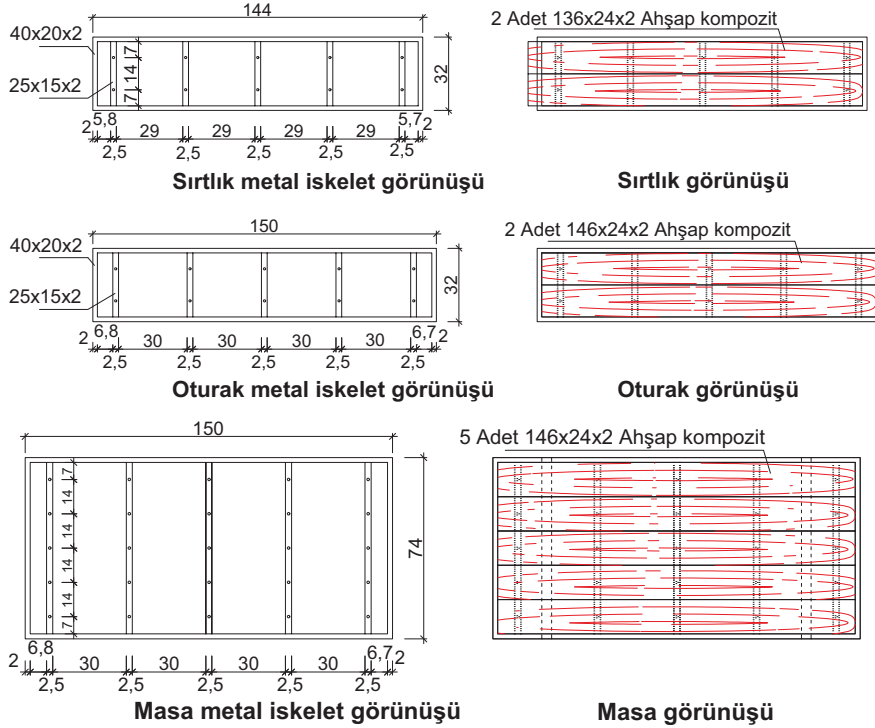 144
40x20x2
25x15x2
7
14
7
32
2 5,8 29 29 29 29 5,7 2
2,5 2,5 2,5 2,5 2,5
Sırtlık metal iskelet görünüşü
2 Adet 136x24x2 Ahşap kompozit
Sırtlık görünüşü
150
40x20x2
25x15x2
32
2 6,8 30 30 30 30 6,7 2
2,5 2,5 2,5 2,5 2,5
Oturak metal iskelet görünüşü
2 Adet 146x24x2 Ahşap kompozit
Oturak görünüşü
150
7
14
14
14
14
7
74
2 6,8 30 30 30 30 6,7 2
2,5 2,5 2,5 2,5 2,5
Masa metal iskelet görünüşü
5 Adet 146x24x2 Ahşap kompozit
Masa görünüşü